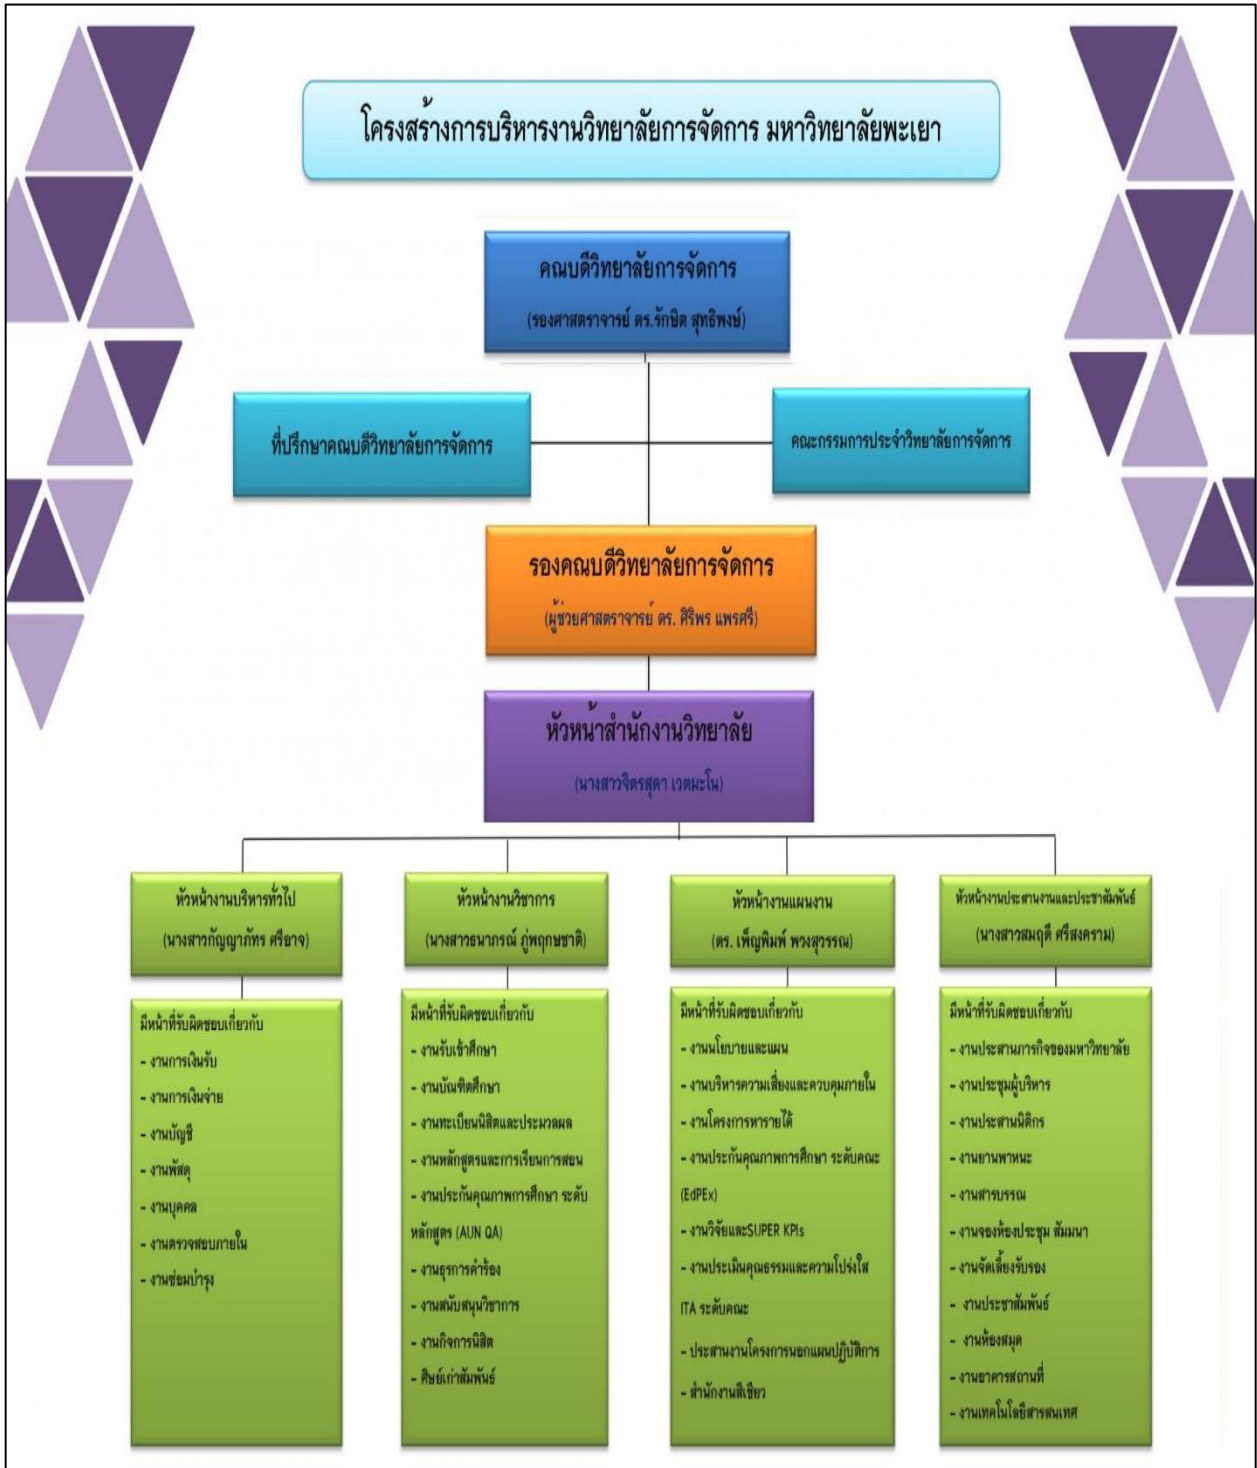 โครงสร้างการบริหารงานวิทยาลัยการจัดการ มหาวิทยาลัยพะเยา
คณบดีวิทยาลัยการจัดการ
(รองศาสตราจารย์ ดร.รักษิต สุทธิพงษ์)
ที่ปรึกษาคณบดีวิทยาลัยการจัดการ
คณะกรรมการประจำวิทยาลัยการจัดการ
รองคณบดีวิทยาลัยการจัดการ
(ผู้ช่วยศาสตราจารย์ ดร. ศิริพร แพรศรี)
หัวหน้าสำนักงานวิทยาลัย
(นางสาวจิตรสุดา เวตมะโน)
หัวหน้างานบริหารทั่วไป
(นางสาวกัญญาภัทร ศรีอาจ)
มีหน้าที่รับผิดชอบเกี่ยวกับ
- งานการเงินรับ
- งานการเงินจ่าย
- งานบัญชี
- งานพัสดุ
- งานบุคคล
- งานตรวจสอบภายใน
- งานซ่อมบำรุง
หัวหน้างานวิชาการ
(นางสาวธนาภรณ์ ภู่พฤกษชาติ)
มีหน้าที่รับผิดชอบเกี่ยวกับ
- งานรับเข้าศึกษา
- งานบัณฑิตศึกษา
- งานทะเบียนนิสิตและประมวลผล
- งานหลักสูตรและการเรียนการสอน
- งานประกันคุณภาพการศึกษา ระดับ
หลักสูตร (AUN QA)
- งานธุรการคำร้อง
- งานสนับสนุนวิชาการ
- งานกิจการนิสิต
- ศิษย์เก่าสัมพันธ์
หัวหน้างานแผนงาน
(ดร. เพ็ญพิมพ์ พวงสุวรรณ)
มีหน้าที่รับผิดชอบเกี่ยวกับ
- งานนโยบายและแผน
- งานบริหารความเสี่ยงและควบคุมภายใน
- งานโครงการหารายได้
- งานประกันคุณภาพการศึกษา ระดับคณะ
(EdPEx)
- งานวิจัยและSUPER KPIs
- งานประเมินคุณธรรมและความโปร่งใส
ITA ระดับคณะ
- ประสานงานโครงการนอกแผนปฏิบัติการ
- สำนักงานสีเขียว
หัวหน้างานประสานงานและประชาสัมพันธ์
(นางสาวสมฤดี ศรีสงคราม)
มีหน้าที่รับผิดชอบเกี่ยวกับ
- งานประสานภารกิจของมหาวิทยาลัย
- งานประชุมผู้บริหาร
- งานประสานนิติกร
- งานยานพาหนะ
- งานสารบรรณ
- งานจองห้องประชุม สัมมนา
- งานจัดเลี้ยงรับรอง
- งานประชาสัมพันธ์
- งานห้องสมุด
- งานอาคารสถานที่
- งานเทคโนโลยีสารสนเทศ